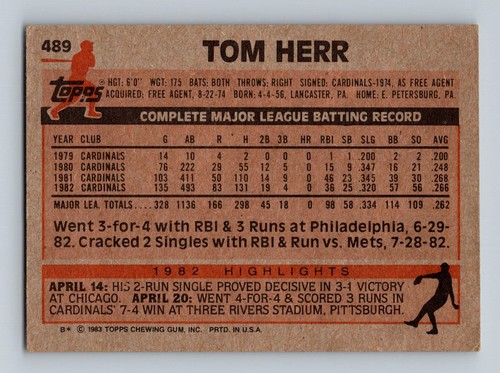 489 TOM HERR
Topps
HGT: 6'0" WGT: 175 BATS: BOTH THROWS: RIGHT SIGNED: CARDINALS-1974, AS FREE AGENT
ACQUIRED: FREE AGENT, 8-22-74 BORN: 4-4-56, LANCASTER, PA. HOME: E. PETERSBURG, PA.
COMPLETE MAJOR LEAGUE BATTING RECORD
YEAR CLUB G AB R H 2B 3B HR RBI SB SLG BB SO AVG
1979 CARDINALS 14 10 4 2 0 0 0 1 1 .200 2 2 .200
1980 CARDINALS 76 222 29 55 12 5 0 15 9 .347 16 21 .248
1981 CARDINALS 103 411 50 110 14 9 0 46 23 .345 39 30 .268
1982 CARDINALS 135 493 83 131 19 4 0 36 25 .320 57 56 .266
MAJOR LEA. TOTALS 328 1136 166 298 45 18 0 98 58 .334 114 109 .262
Went 3-for-4 with RBI & 3 Runs at Philadelphia, 6-29-
82. Cracked 2 Singles with RBI & Run vs. Mets, 7-28-82.
1982 HIGHLIGHTS
APRIL 14: HIS 2-RUN SINGLE PROVED DECISIVE IN 3-1 VICTORY
AT CHICAGO. APRIL 20: WENT 4-FOR-4 & SCORED 3 RUNS IN
CARDINALS' 7-4 WIN AT THREE RIVERS STADIUM, PITTSBURGH.
B* © 1983 TOPPS CHEWING GUM, INC. PRTD. IN U.S.A.